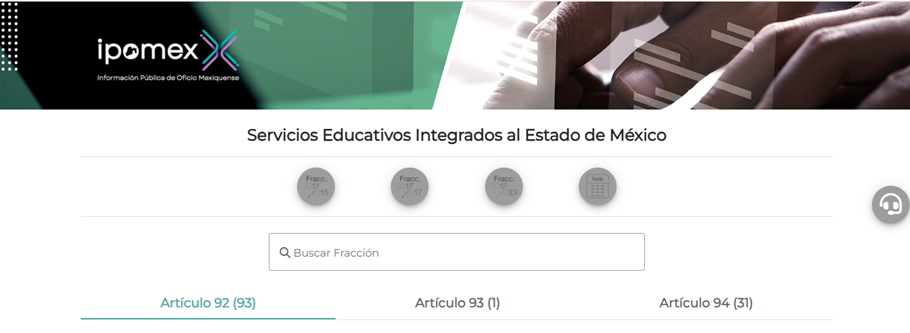 ipomex
Información Pública de Oficio Mexiquense
Servicios Educativos Integrados al Estado de México
Fracc. Fracc. Fracc.
15 17 23
Buscar Fracción
Artículo 92 (93) Artículo 93 (1) Artículo 94 (31)